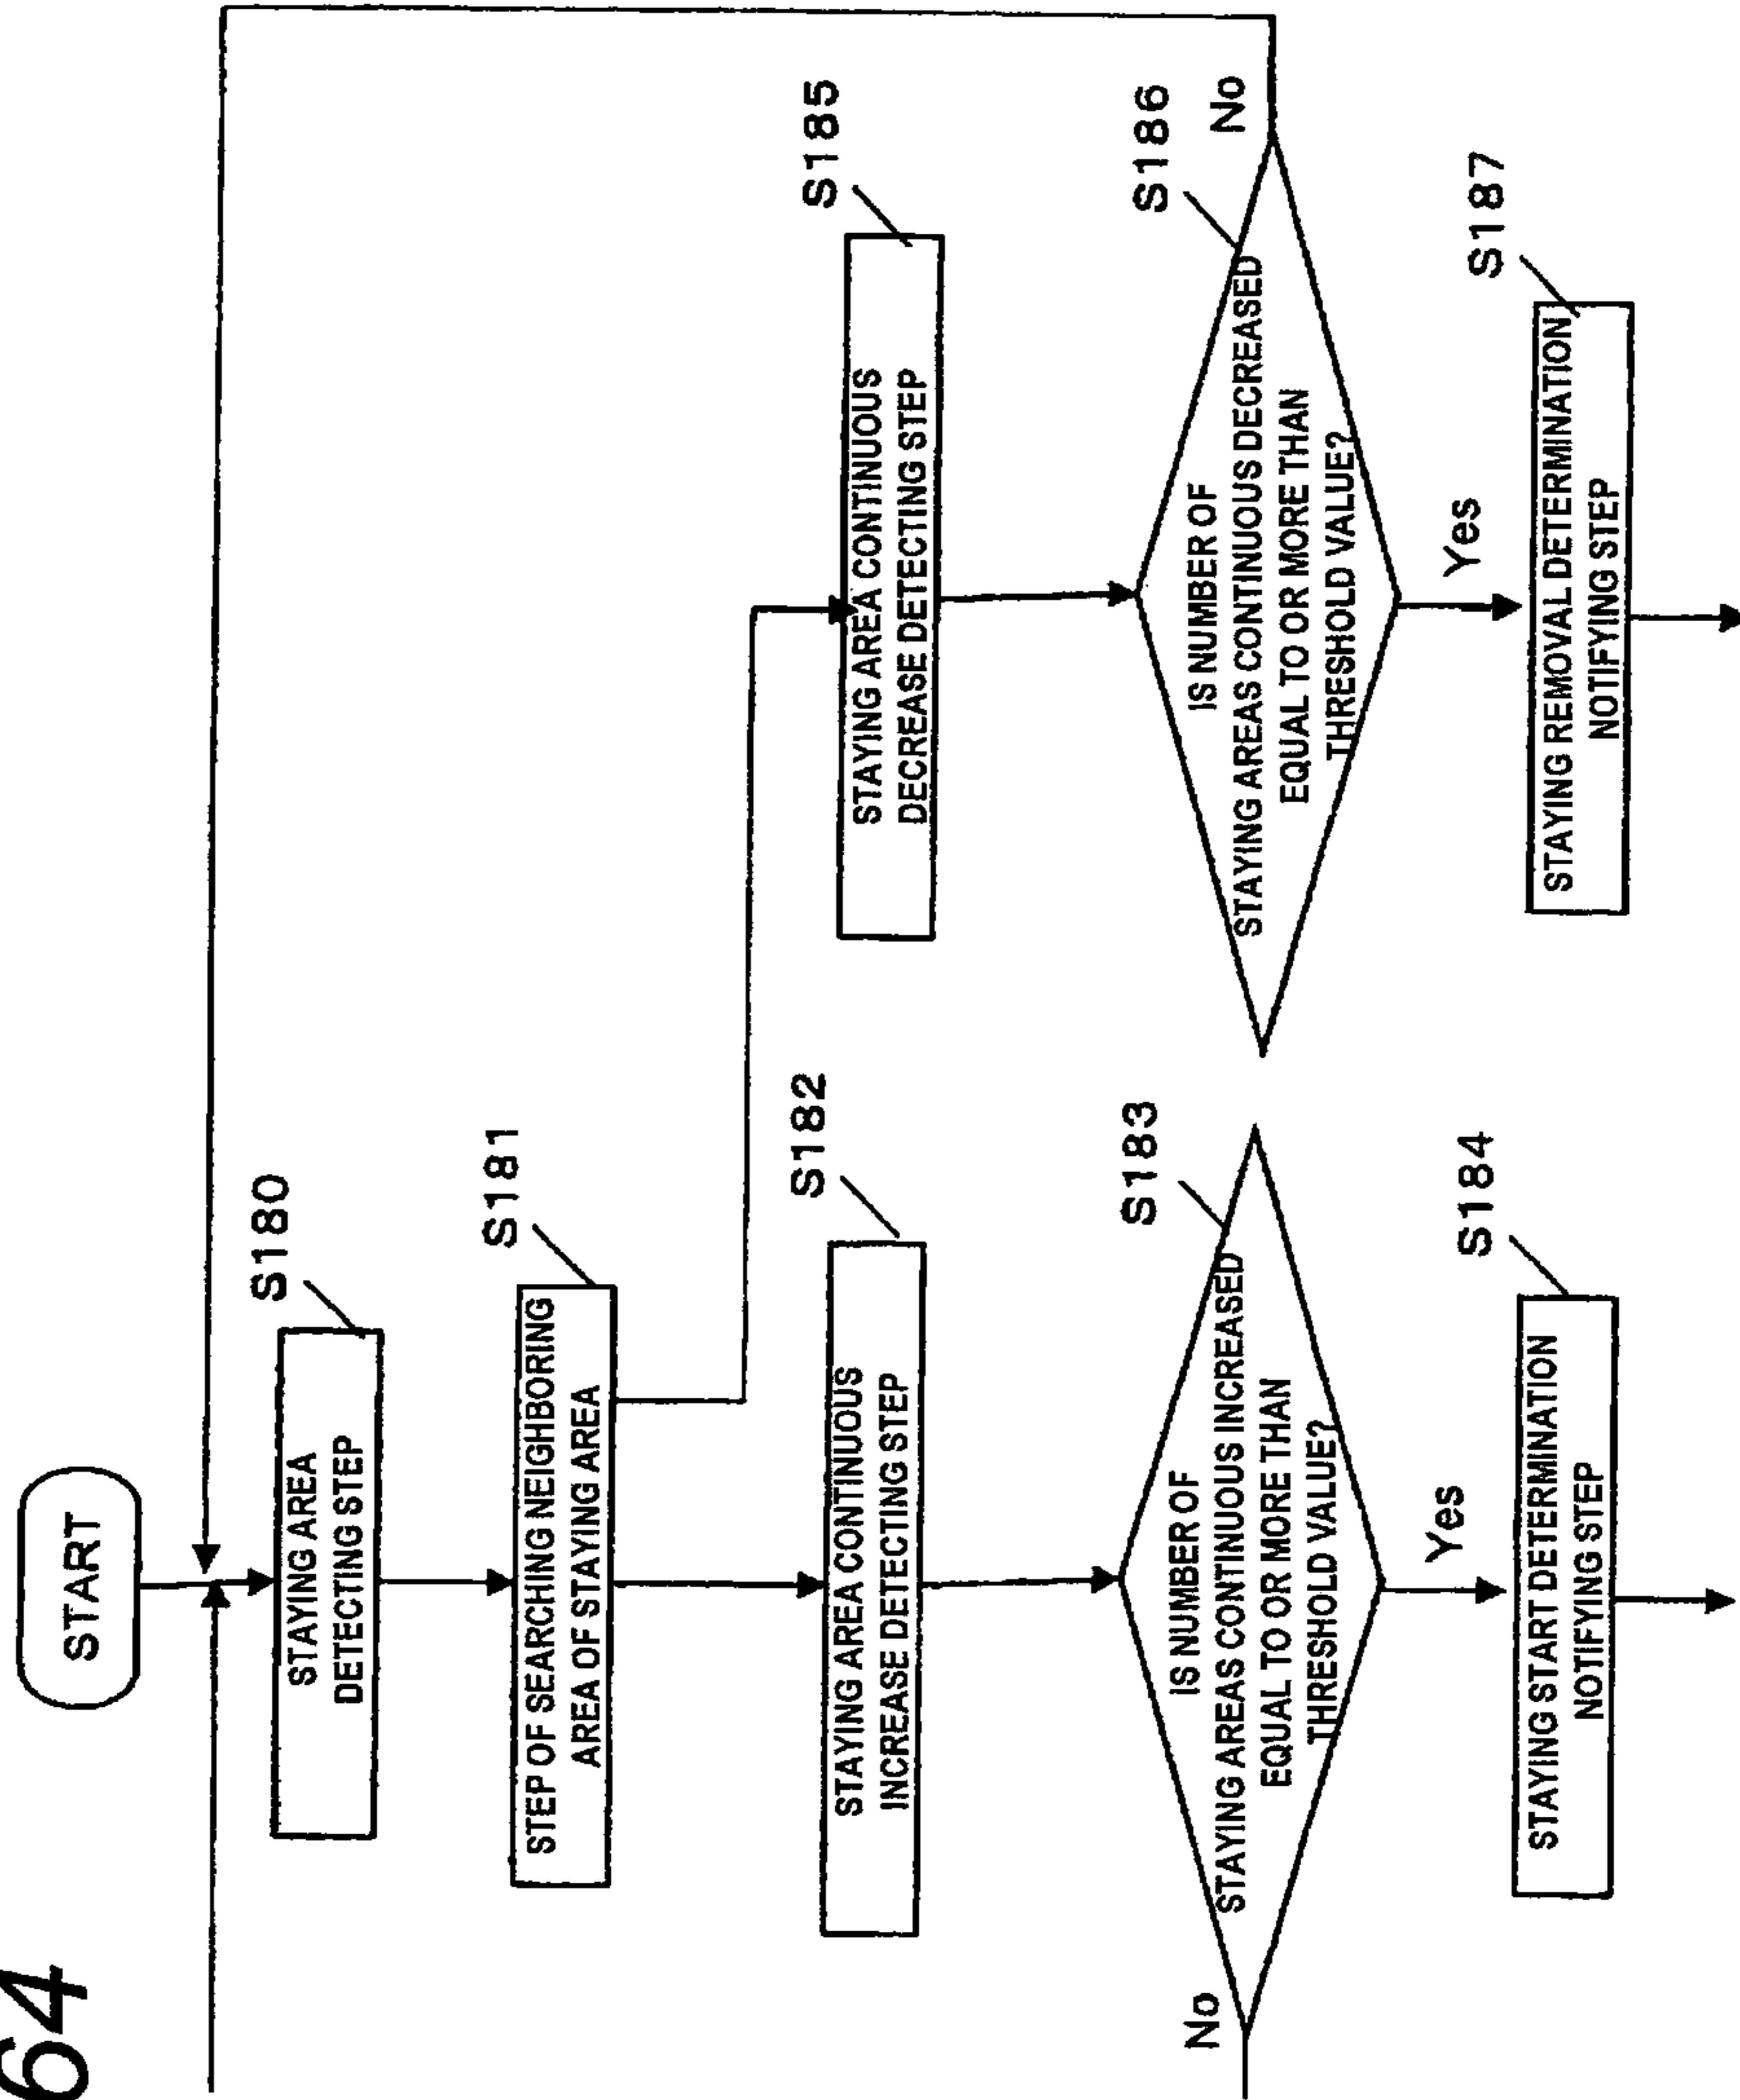 64
START
S180
STAYING AREA
DETECTING STEP
S181
STEP OF SEARCHING NEIGHBORING
AREA OF STAYING AREA
S182
STAYING AREA CONTINUOUS
INCREASE DETECTING STEP
S183
IS NUMBER OF
STAYING AREAS CONTINUOUS INCREASED
EQUAL TO OR MORE THAN
THRESHOLD VALUE?
No
Yes
S184
STAYING START DETERMINATION
NOTIFYING STEP
S185
STAYING AREA CONTINUOUS
DECREASE DETECTING STEP
S186
IS NUMBER OF
STAYING AREAS CONTINUOUS DECREASED
EQUAL TO OR MORE THAN
THRESHOLD VALUE?
No
Yes
S187
STAYING REMOVAL DETERMINATION
NOTIFYING STEP